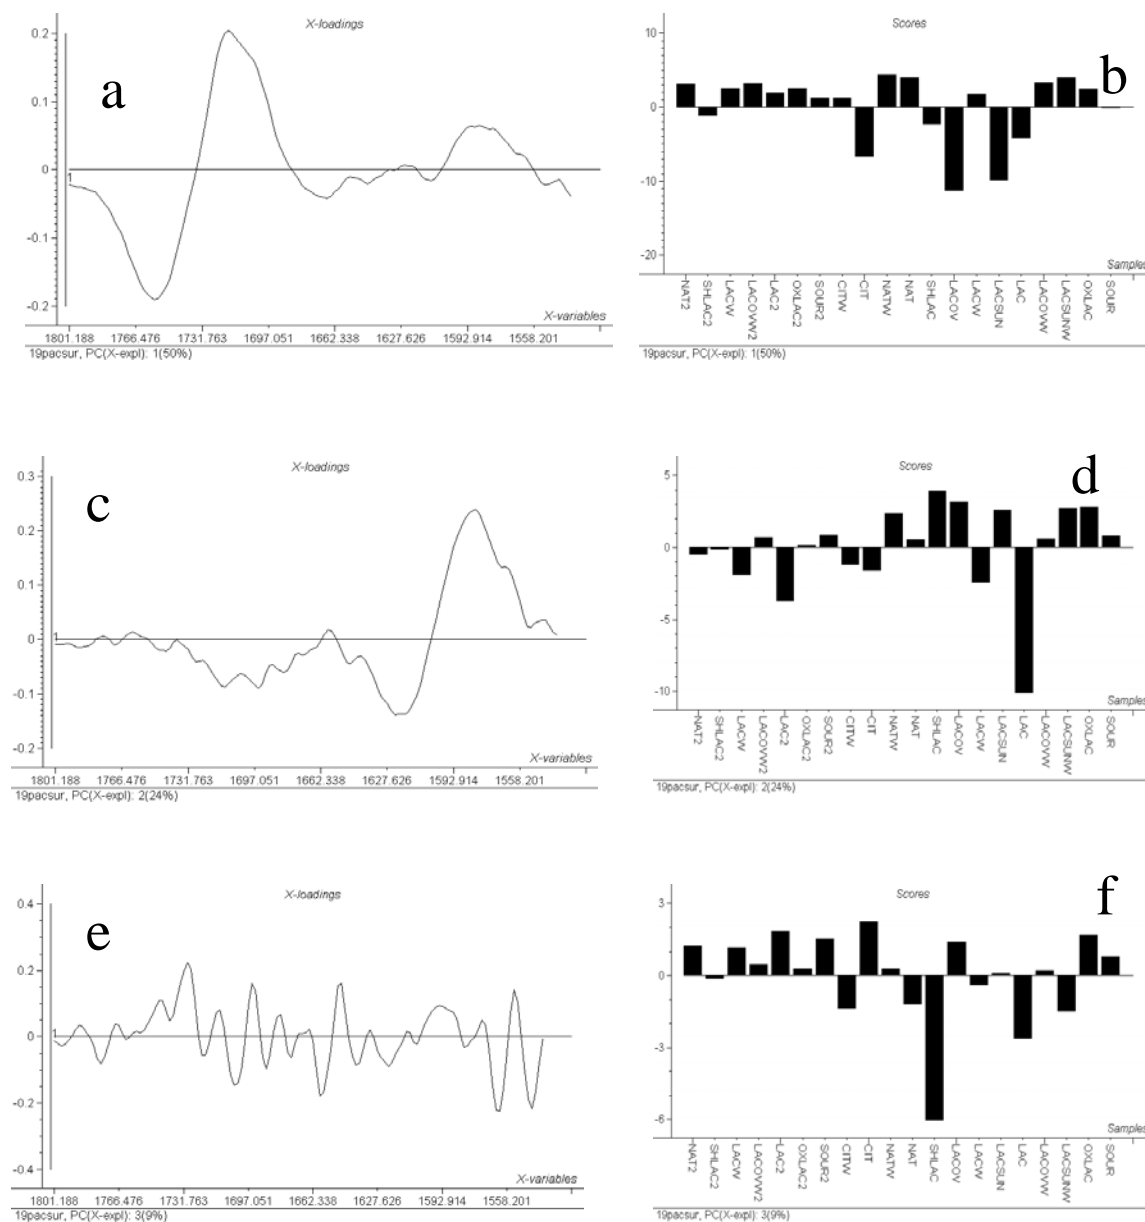 X-loadings
a
0.2
0.1
0
-0.1
-0.2
1
X-variables
1801.188 1766.476 1731.763 1697.051 1662.338 1627.626 1592.914 1558.201
19pacsur, PC(X-expl): 1(50%)
Scores
b
10
0
-10
-20
Samples
NAT2 SHLAC2 LACW LACOVW2 LAC2 OXLAC2 SOUR2 CITW CIT NATW NAT SHLAC LACOV LACW LACSUN LAC LACOVW LACSUNW OXLAC SOUR
19pacsur, PC(X-expl): 1(50%)
X-loadings
c
0.3
0.2
0.1
0
-0.1
-0.2
1
X-variables
1801.188 1766.476 1731.763 1697.051 1662.338 1627.626 1592.914 1558.201
19pacsur, PC(X-expl): 2(24%)
Scores
d
5
0
-5
-10
Samples
NAT2 SHLAC2 LACW LACOVW2 LAC2 OXLAC2 SOUR2 CITW CIT NATW NAT SHLAC LACOV LACW LACSUN LAC LACOVW LACSUNW OXLAC SOUR
19pacsur, PC(X-expl): 2(24%)
X-loadings
e
0.4
0.2
0
-0.2
-0.4
1
X-variables
1801.188 1766.476 1731.763 1697.051 1662.338 1627.626 1592.914 1558.201
19pacsur, PC(X-expl): 3(9%)
Scores
f
3
0
-3
-6
Samples
NAT2 SHLAC2 LACW LACOVW2 LAC2 OXLAC2 SOUR2 CITW CIT NATW NAT SHLAC LACOV LACW LACSUN LAC LACOVW LACSUNW OXLAC SOUR
19pacsur, PC(X-expl): 3(9%)